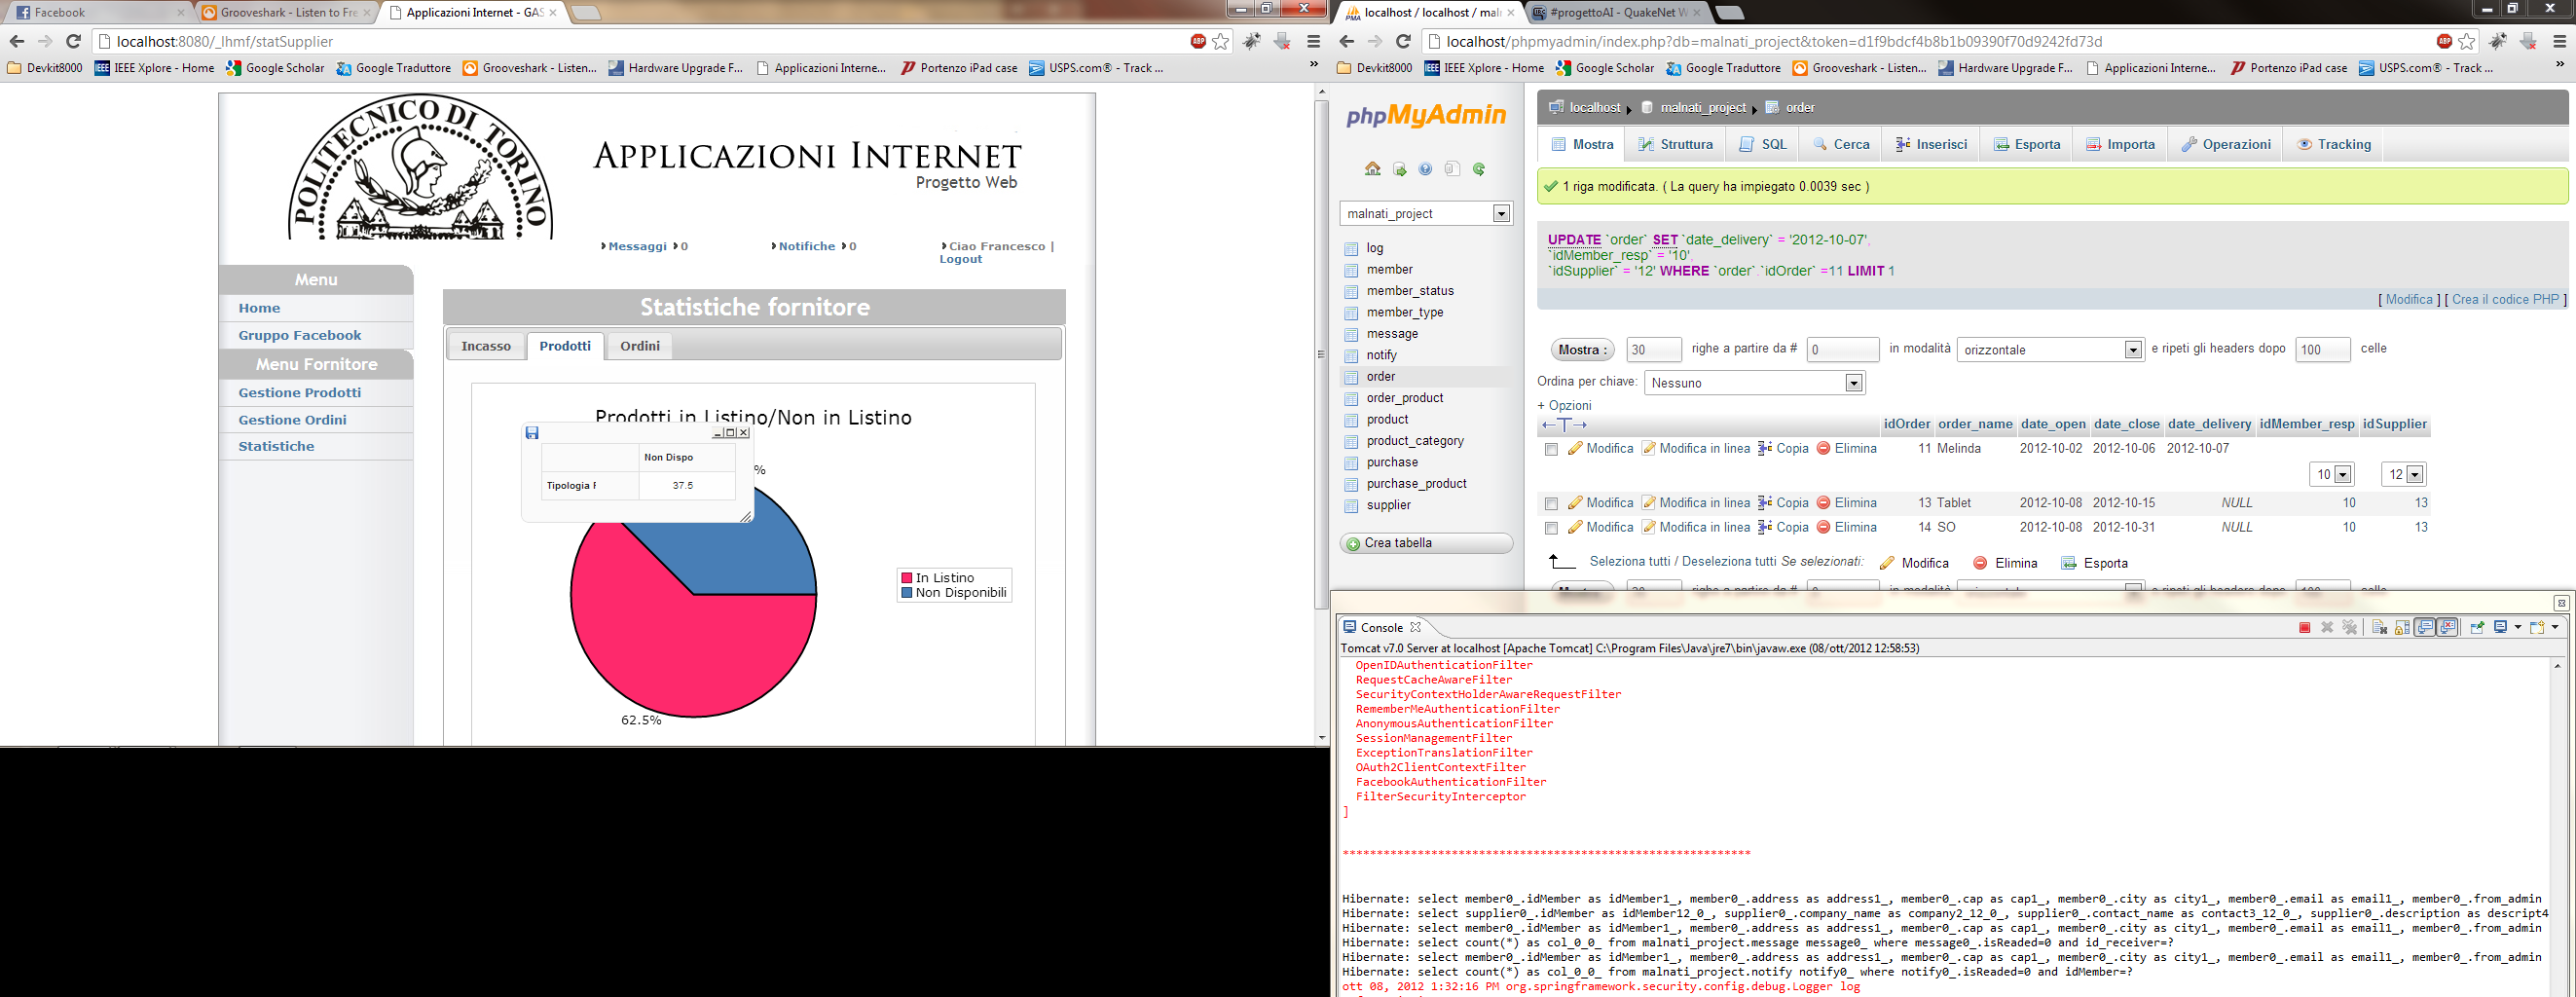 Facebook
Grooveshark - Listen to Fre
Applicazioni Internet - GAS
localhost:8080/_lhmf/statSupplier
Devkit8000
IEEE Xplore - Home
Google Scholar
Google Traduttore
Grooveshark - Listen...
Hardware Upgrade F...
Applicazioni Interne...
Portenzo iPad case
USPS.com® - Track ...
POLITECNICO DI TORINO
APPLICAZIONI INTERNET
Progetto Web
Messaggi 0
Notifiche 0
Ciao Francesco |
Logout
Menu
Home
Gruppo Facebook
Menu Fornitore
Gestione Prodotti
Gestione Ordini
Statistiche
Statistiche fornitore
Incasso
Prodotti
Ordini
Prodotti in Listino/Non in Listino
Non Dispo
Tipologia F 37.5
%
In Listino
Non Disponibili
62.5%
localhost / localhost / mal
#progettoAI - QuakeNet W
localhost/phpmyadmin/index.php?db=malnati_project&token=d1f9bdcf4b8b1b09390f70d9242fd73d
Devkit8000
IEEE Xplore - Home
Google Scholar
Google Traduttore
Grooveshark - Listen...
Hardware Upgrade F...
Applicazioni Interne...
Portenzo iPad case
USPS.com® - Track ...
phpMyAdmin
malnati_project
log
member
member_status
member_type
message
notify
order
order_product
product
product_category
purchase
purchase_product
supplier
Crea tabella
localhost
malnati_project
order
Mostra
Struttura
SQL
Cerca
Inserisci
Esporta
Importa
Operazioni
Tracking
1 riga modificata. ( La query ha impiegato 0.0039 sec )
UPDATE `order` SET `date_delivery` = '2012-10-07',
`idMember_resp` = '10',
`idSupplier` = '12' WHERE `order`.`idOrder` =11 LIMIT 1
[ Modifica ] [ Crea il codice PHP ]
Mostra : 30 righe a partire da # 0 in modalità orizzontale e ripeti gli headers dopo 100 celle
Ordina per chiave: Nessuno
+ Opzioni
←T→ idOrder order_name date_open date_close date_delivery idMember_resp idSupplier
Modifica Modifica in linea Copia Elimina 11 Melinda 2012-10-02 2012-10-06 2012-10-07
10 12
Modifica Modifica in linea Copia Elimina 13 Tablet 2012-10-08 2012-10-15 NULL 10 13
Modifica Modifica in linea Copia Elimina 14 SO 2012-10-08 2012-10-31 NULL 10 13
Seleziona tutti / Deseleziona tutti Se selezionati: Modifica Elimina Esporta
Console
Tomcat v7.0 Server at localhost [Apache Tomcat] C:\Program Files\Java\jre7\bin\javaw.exe (08/ott/2012 12:58:53)
OpenIDAuthenticationFilter
RequestCacheAwareFilter
SecurityContextHolderAwareRequestFilter
RememberMeAuthenticationFilter
AnonymousAuthenticationFilter
SessionManagementFilter
ExceptionTranslationFilter
OAuth2ClientContextFilter
FacebookAuthenticationFilter
FilterSecurityInterceptor
]
************************************************************
Hibernate: select member0_.idMember as idMember1_, member0_.address as address1_, member0_.cap as cap1_, member0_.city as city1_, member0_.email as email1_, member0_.from_admin
Hibernate: select supplier0_.idMember as idMember12_0_, supplier0_.company_name as company2_12_0_, supplier0_.contact_name as contact3_12_0_, supplier0_.description as descript4
Hibernate: select member0_.idMember as idMember1_, member0_.address as address1_, member0_.cap as cap1_, member0_.city as city1_, member0_.email as email1_, member0_.from_admin
Hibernate: select count(*) as col_0_0_ from malnati_project.message message0_ where message0_.isReaded=0 and id_receiver=?
Hibernate: select member0_.idMember as idMember1_, member0_.address as address1_, member0_.cap as cap1_, member0_.city as city1_, member0_.email as email1_, member0_.from_admin
Hibernate: select count(*) as col_0_0_ from malnati_project.notify notify0_ where notify0_.isReaded=0 and idMember=?
ott 08, 2012 1:32:16 PM org.springframework.security.config.debug.Logger log